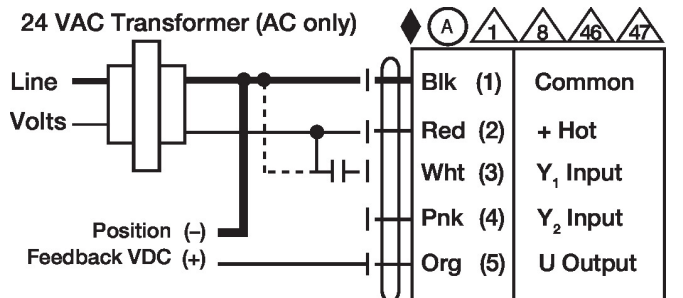 24 VAC Transformer (AC only)
A 1 8 46 47
Line
Blk (1) Common
Volts
Red (2) + Hot
Wht (3) Y1 Input
Position (–)
Pnk (4) Y2 Input
Feedback VDC (+)
Org (5) U Output